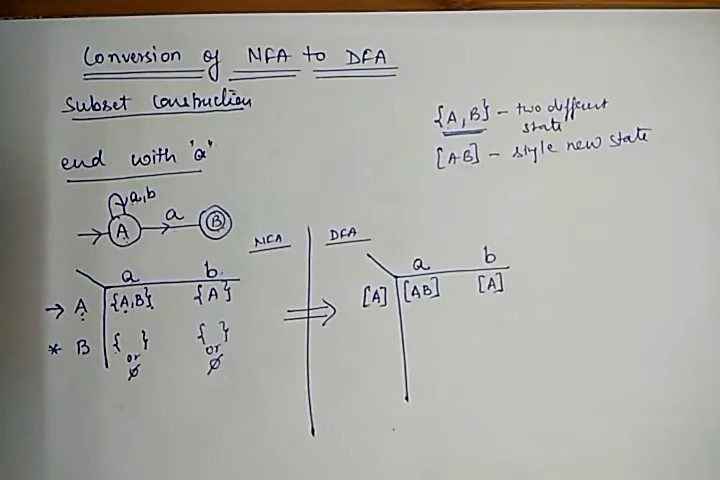 Conversion of NFA to DFA
Subset Construction
end with "a"
{A,B} - two different
state
[AB] - style new state
a,b
A a B
NFA DFA
a b
→ A {A,B} {A}
* B { } { }
or or
ø ø
a b
[A] [AB] [A]